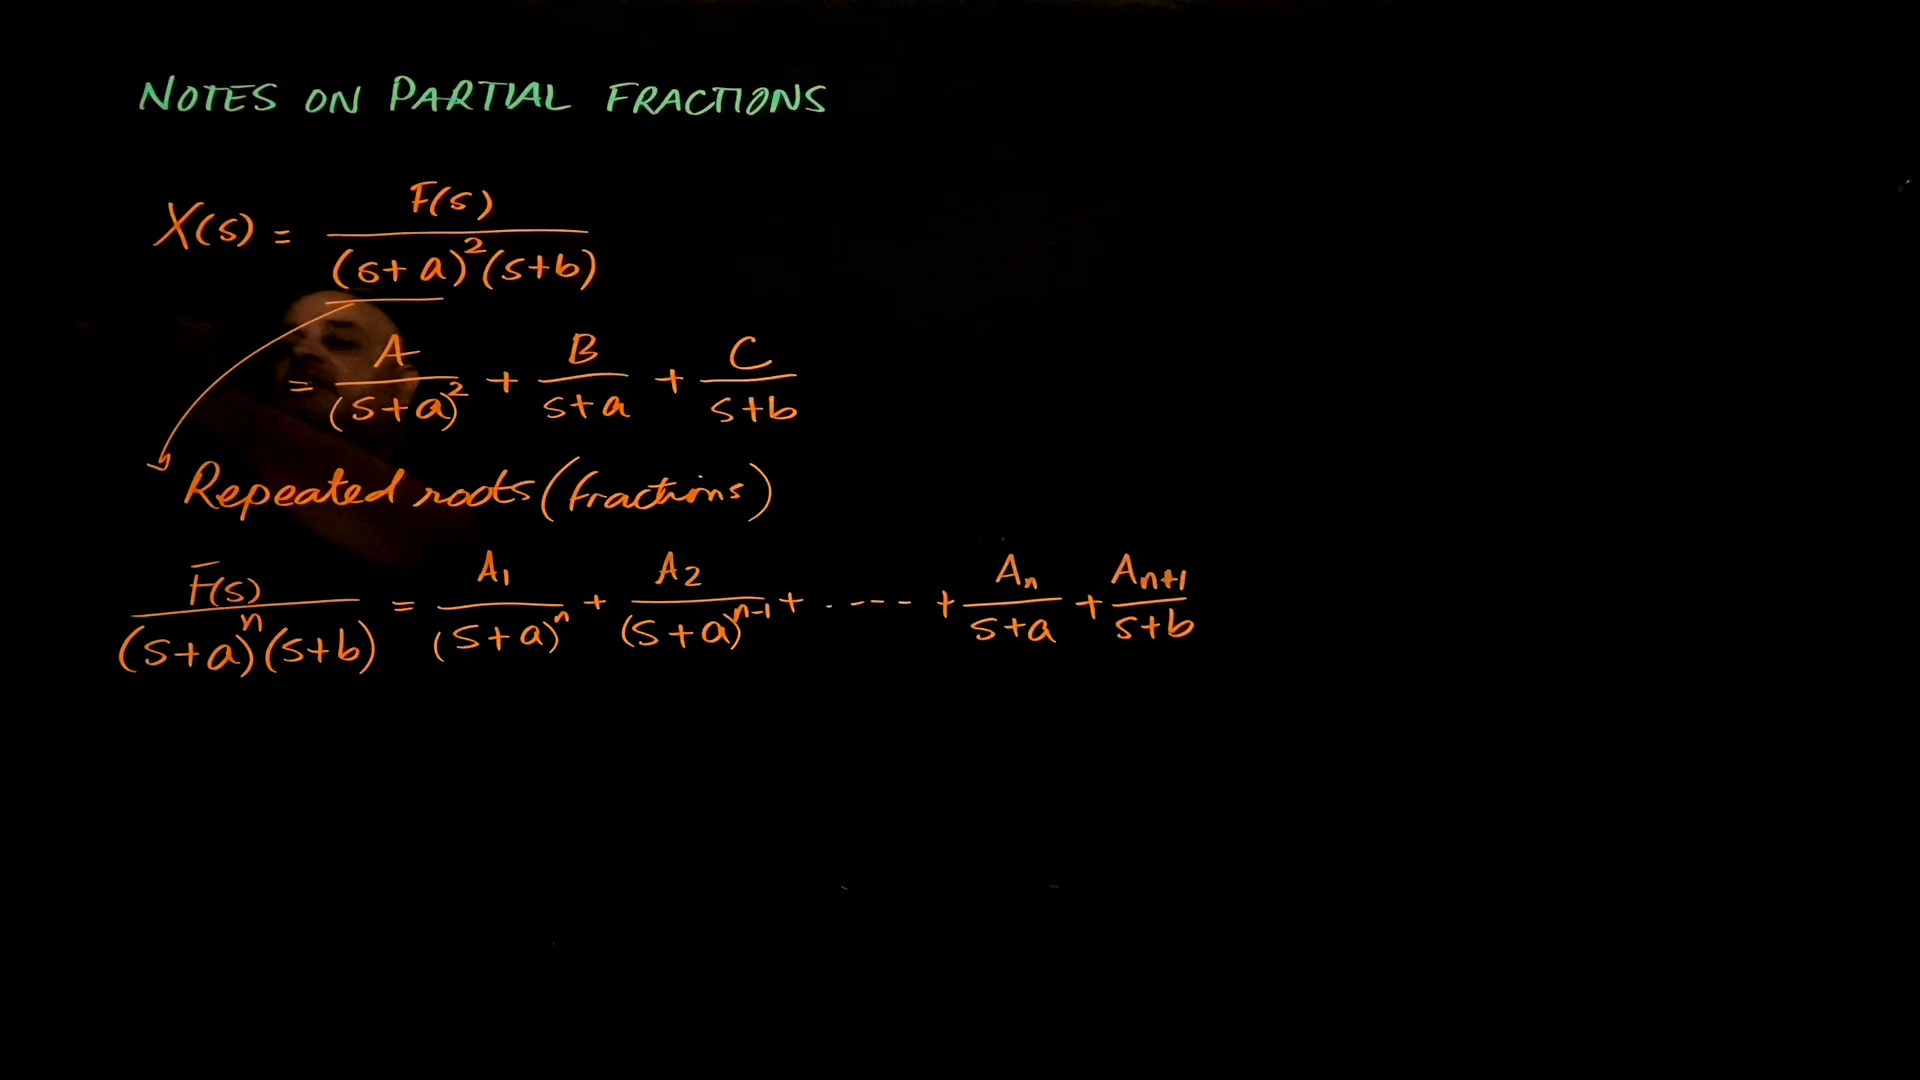 NOTES ON PARTIAL FRACTIONS
X(s) = F(s) / (s+a)²(s+b)
= A / (s+a)² + B / s+a + C / s+b
Repeated roots (fractions)
F(s) / (s+a)ⁿ(s+b) = A₁ / (s+a)ⁿ + A₂ / (s+a)ⁿ⁻¹ + ..--- + Aₙ / s+a + Aₙ₊₁ / s+b